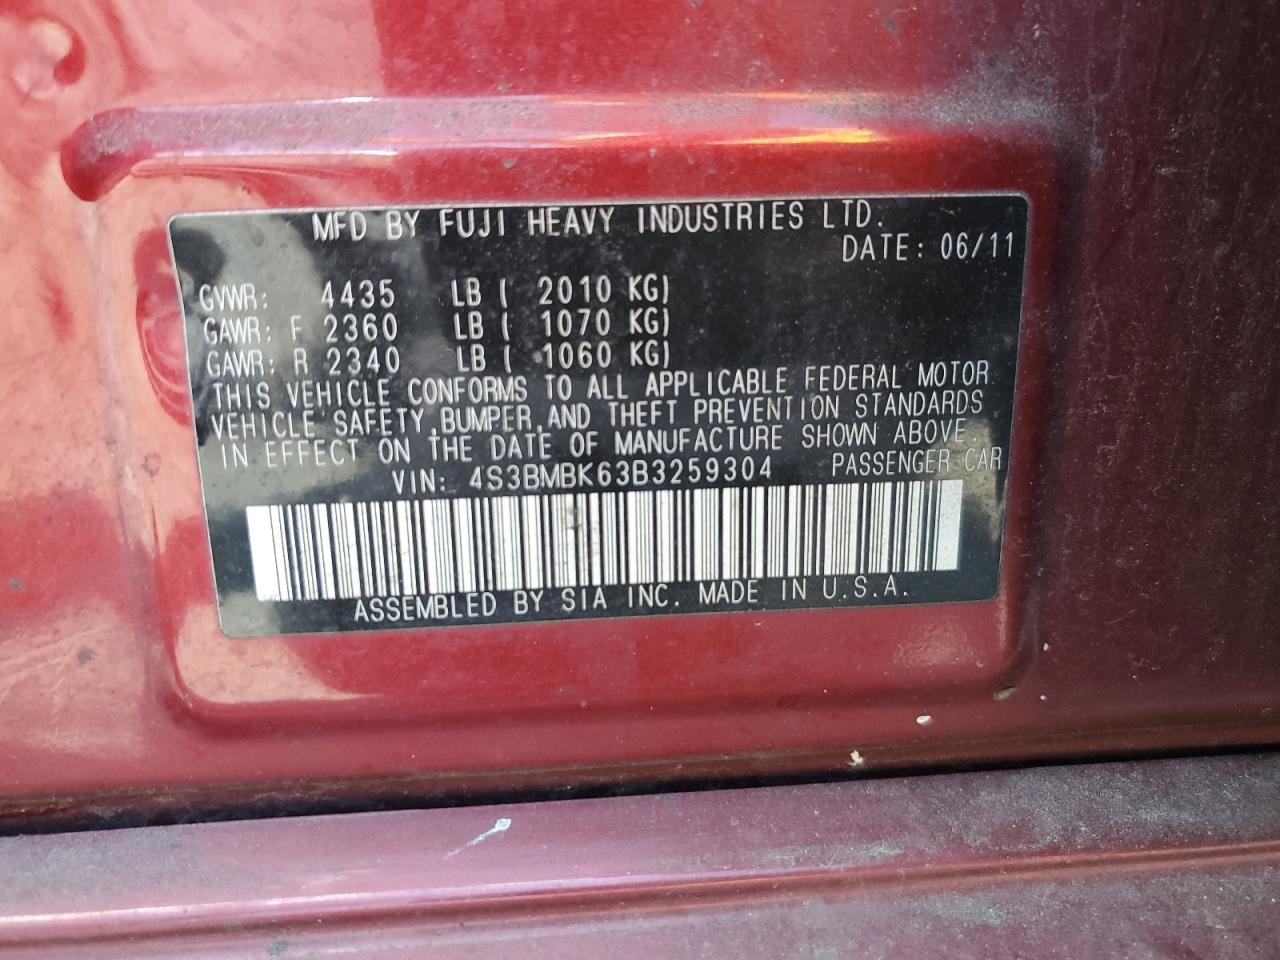 MFD BY FUJI HEAVY INDUSTRIES LTD.
DATE: 06/11
GVWR: 4435 LB ( 2010 KG)
GAWR: F 2360 LB ( 1070 KG)
GAWR: R 2340 LB ( 1060 KG)
THIS VEHICLE CONFORMS TO ALL APPLICABLE FEDERAL MOTOR
VEHICLE SAFETY,BUMPER,AND THEFT PREVENTION STANDARDS
IN EFFECT ON THE DATE OF MANUFACTURE SHOWN ABOVE.
VIN: 4S3BMBK63B3259304 PASSENGER CAR
ASSEMBLED BY SIA INC. MADE IN U.S.A.